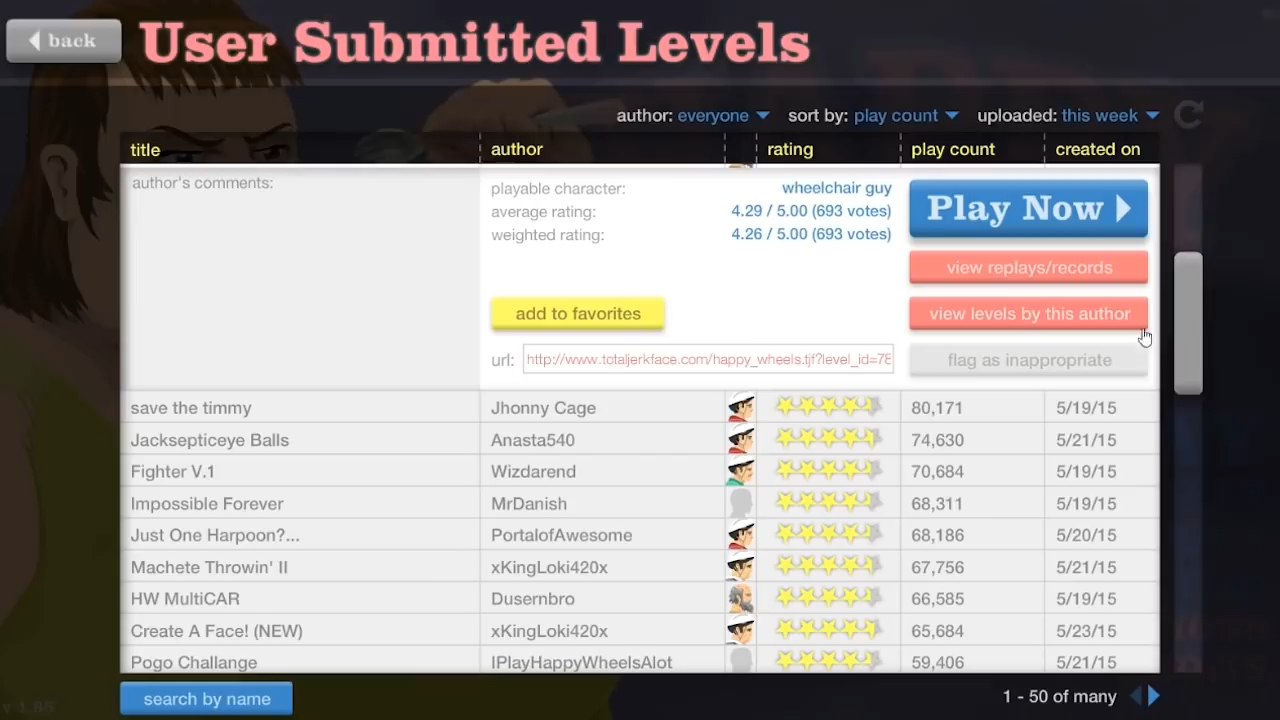 back
User Submitted Levels
author: everyone sort by: play count uploaded: this week
title author rating play count created on
author's comments:
playable character: wheelchair guy
average rating: 4.29 / 5.00 (693 votes)
weighted rating: 4.26 / 5.00 (693 votes)
Play Now
view replays/records
add to favorites
view levels by this author
url: http://www.totaljerkface.com/happy_wheels.tjf?level_id=78
flag as inappropriate
save the timmy Jhonny Cage 80,171 5/19/15
Jacksepticeye Balls Anasta540 74,630 5/21/15
Fighter V.1 Wizdarend 70,684 5/19/15
Impossible Forever MrDanish 68,311 5/19/15
Just One Harpoon?... PortalofAwesome 68,186 5/20/15
Machete Throwin' II xKingLoki420x 67,756 5/21/15
HW MultiCAR Dusernbro 66,585 5/19/15
Create A Face! (NEW) xKingLoki420x 65,684 5/23/15
Pogo Challange IPlayHappyWheelsAlot 59,406 5/21/15
search by name
1 - 50 of many